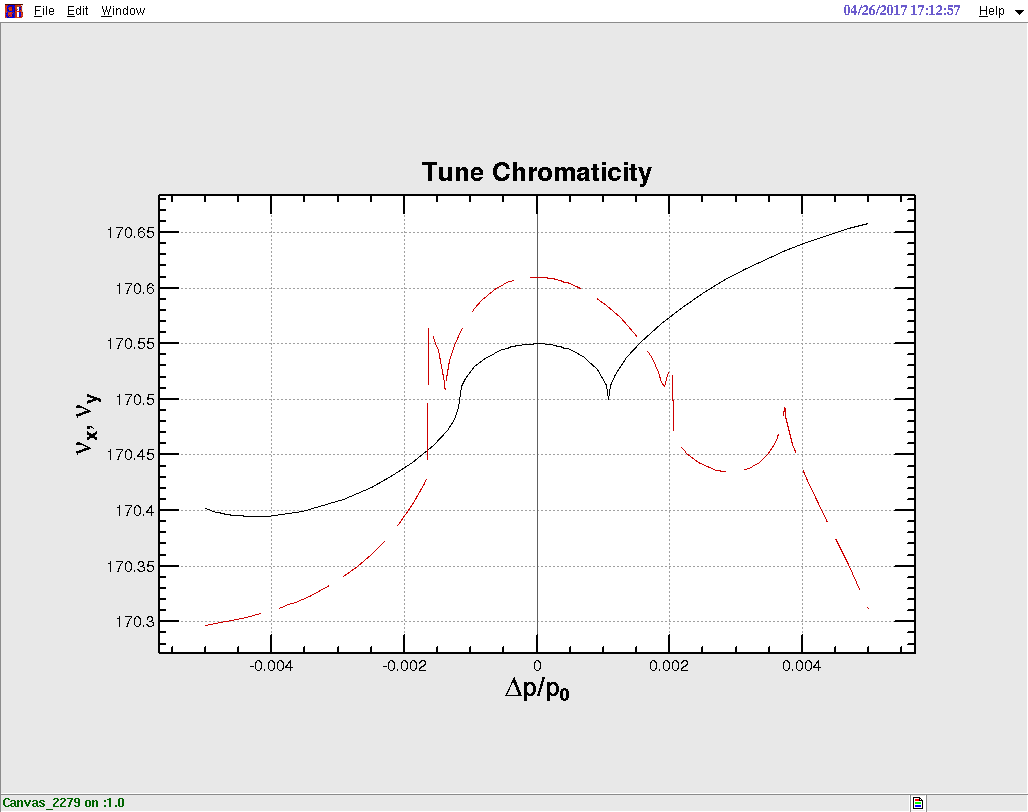 File Edit Window 04/26/2017 17:12:57 Help
Tune Chromaticity
170.65
170.6
170.55
170.5
170.45
170.4
170.35
170.3
νx, νy
-0.004 -0.002 0 0.002 0.004
Δp/p0
Canvas_2279 on :1.0